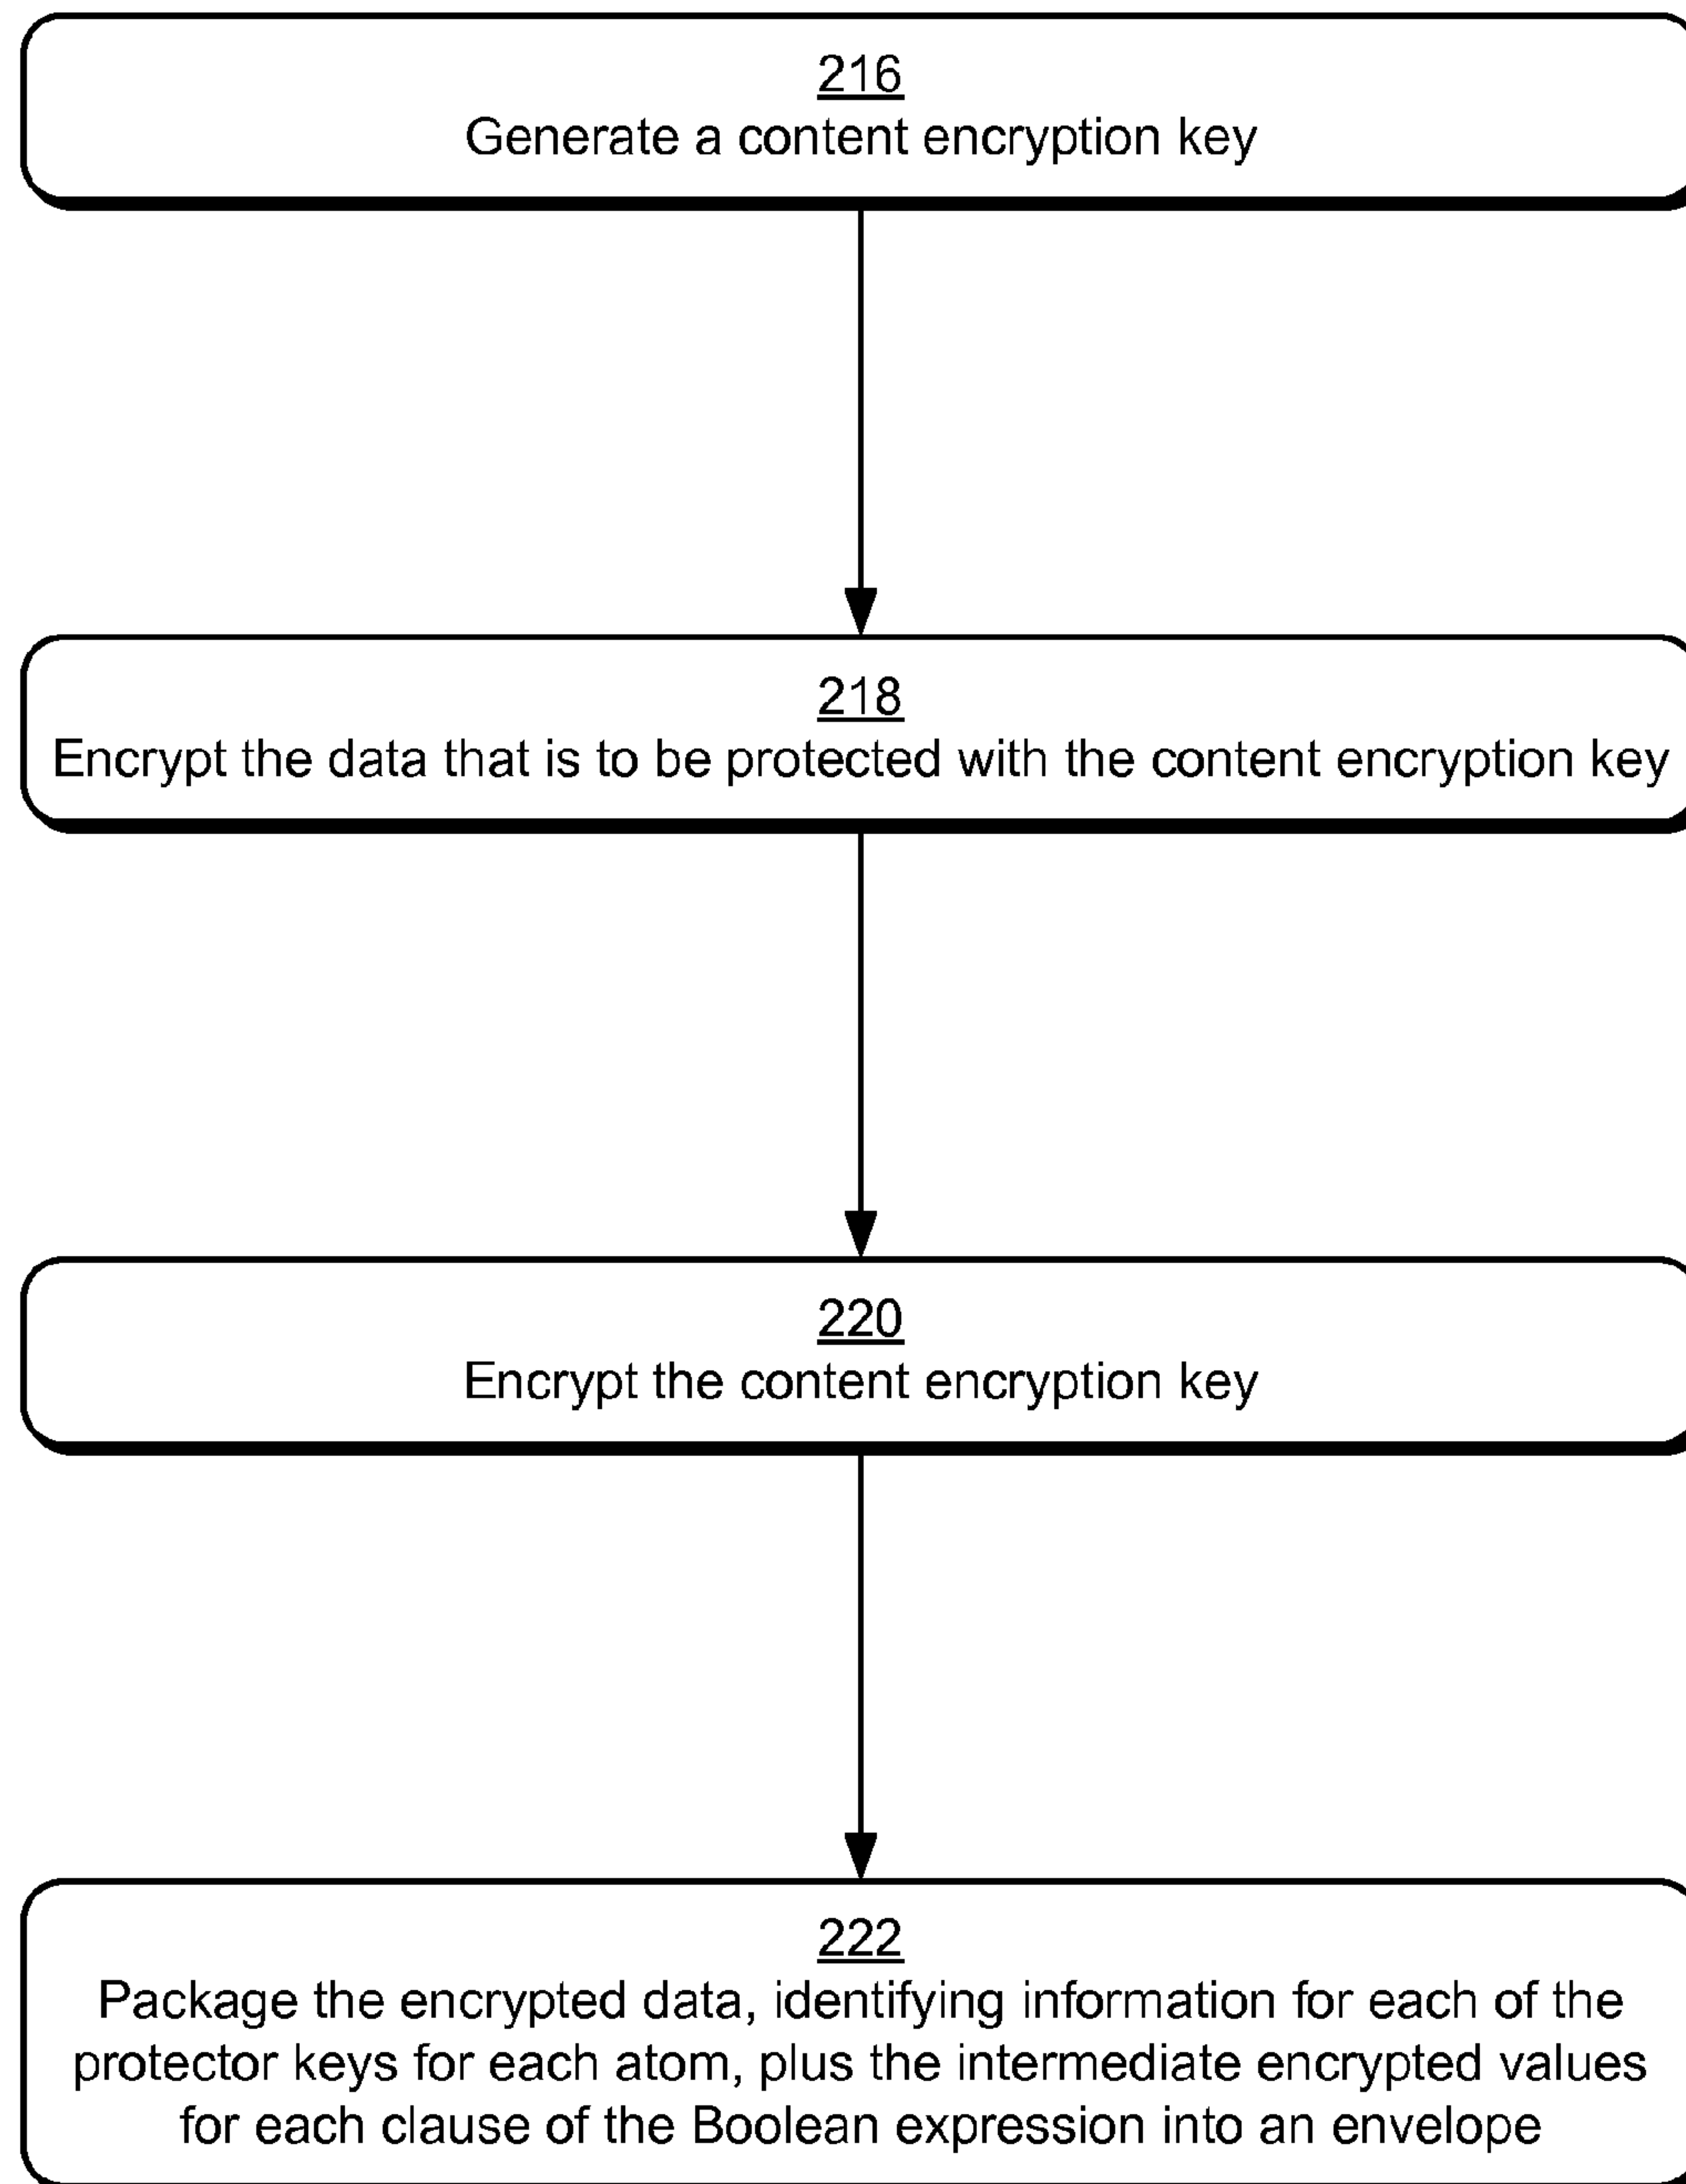 216
Generate a content encryption key
218
Encrypt the data that is to be protected with the content encryption key
220
Encrypt the content encryption key
222
Package the encrypted data, identifying information for each of the
protector keys for each atom, plus the intermediate encrypted values
for each clause of the Boolean expression into an envelope